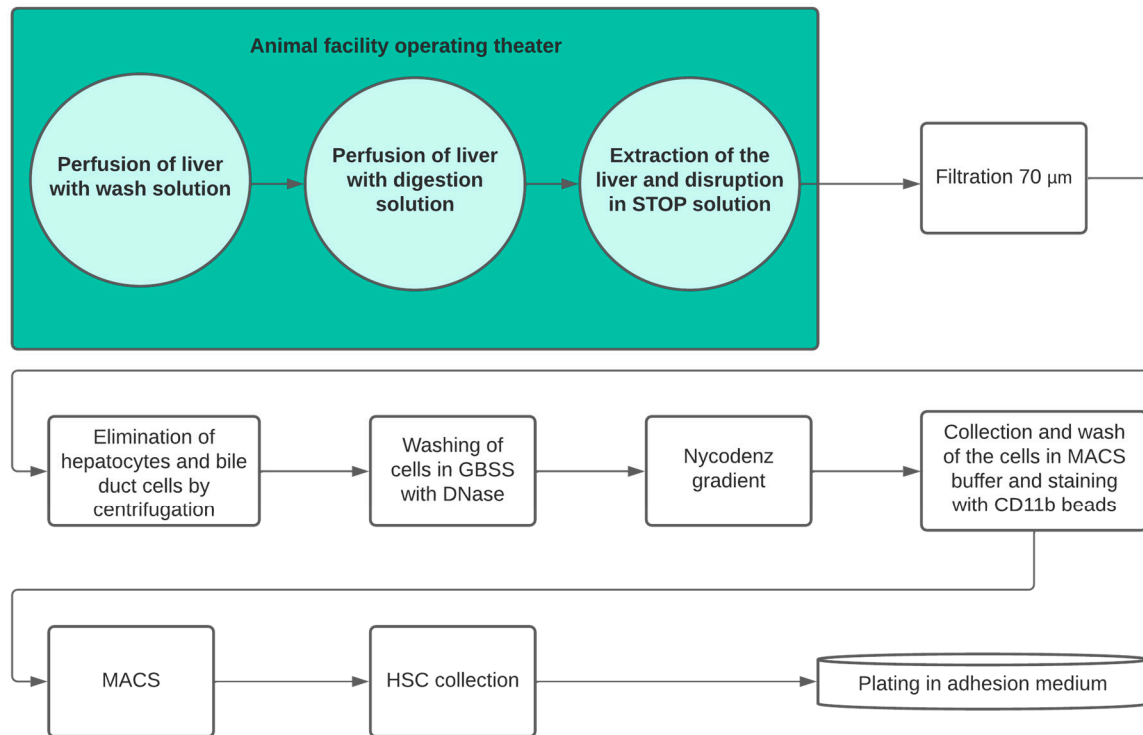 Animal facility operating theater
Perfusion of liver
with wash solution
Perfusion of liver
with digestion
solution
Extraction of the
liver and disruption
in STOP solution
Filtration 70 µm
Elimination of
hepatocytes and bile
duct cells by
centrifugation
Washing of
cells in GBSS
with DNase
Nycodenz
gradient
Collection and wash
of the cells in MACS
buffer and staining
with CD11b beads
MACS
HSC collection
Plating in adhesion medium